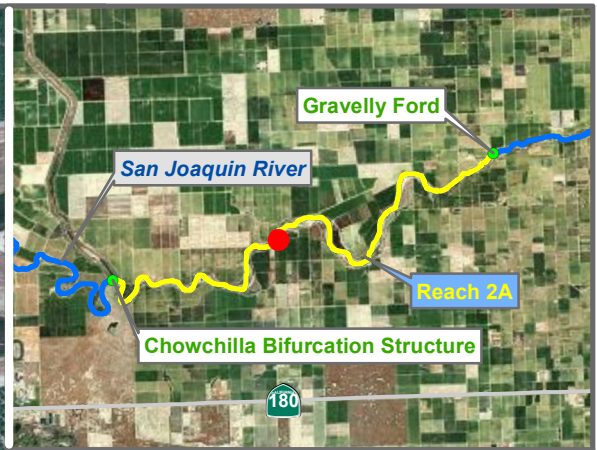 Gravelly Ford
San Joaquin River
Reach 2A
Chowchilla Bifurcation Structure
180